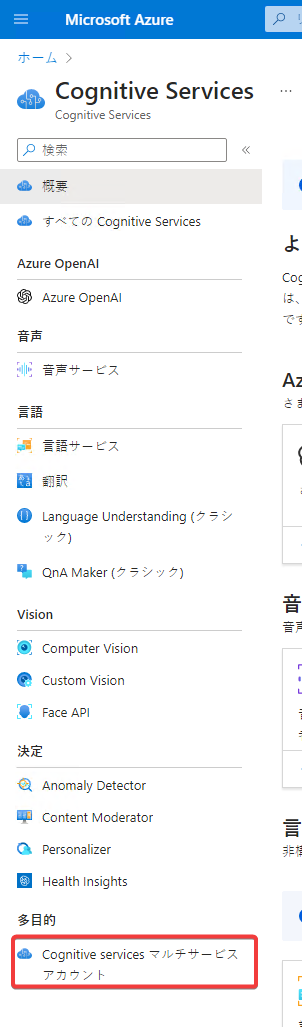 Microsoft Azure
ホーム >
Cognitive Services ...
Cognitive Services
検索 «
概要
すべての Cognitive Services
Azure OpenAI
Azure OpenAI
音声
音声サービス
言語
言語サービス
翻訳
Language Understanding (クラシ
ック)
QnA Maker (クラシック)
Vision
Computer Vision
Custom Vision
Face API
決定
Anomaly Detector
Content Moderator
Personalizer
Health Insights
多目的
Cognitive services マルチサービス
アカウント
よ
Cog
は、
です
Az
さま
音
音声
言
非構